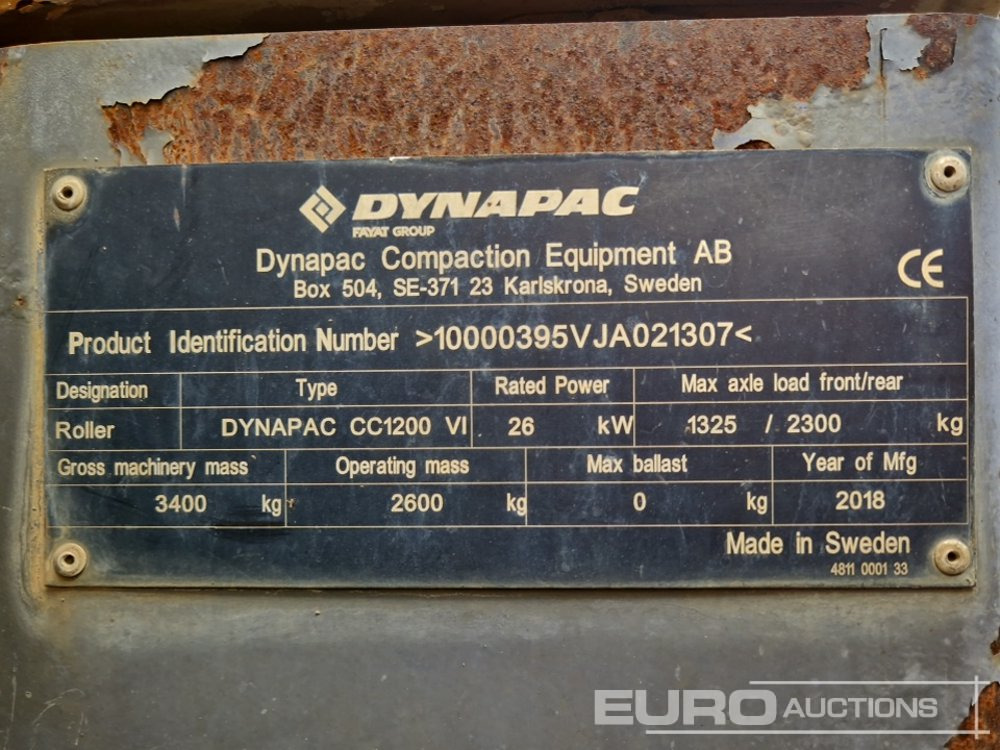 DYNAPAC
FAYAT GROUP
Dynapac Compaction Equipment AB
Box 504, SE-371 23 Karlskrona, Sweden
CE
Product Identification Number >10000395VJA021307<
Designation Type Rated Power Max axle load front/rear
Roller DYNAPAC CC1200 VI 26 kW 1325 / 2300 kg
Gross machinery mass Operating mass Max ballast Year of Mfg
3400 kg 2600 kg 0 kg 2018
Made in Sweden
4811 0001 33
EURO AUCTIONS